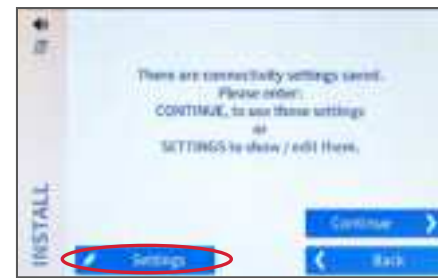 There are connectivity settings saved.
Please enter:
CONTINUE, to use these settings
or
SETTINGS to show / edit them.
INSTALL
Continue
Settings
Back